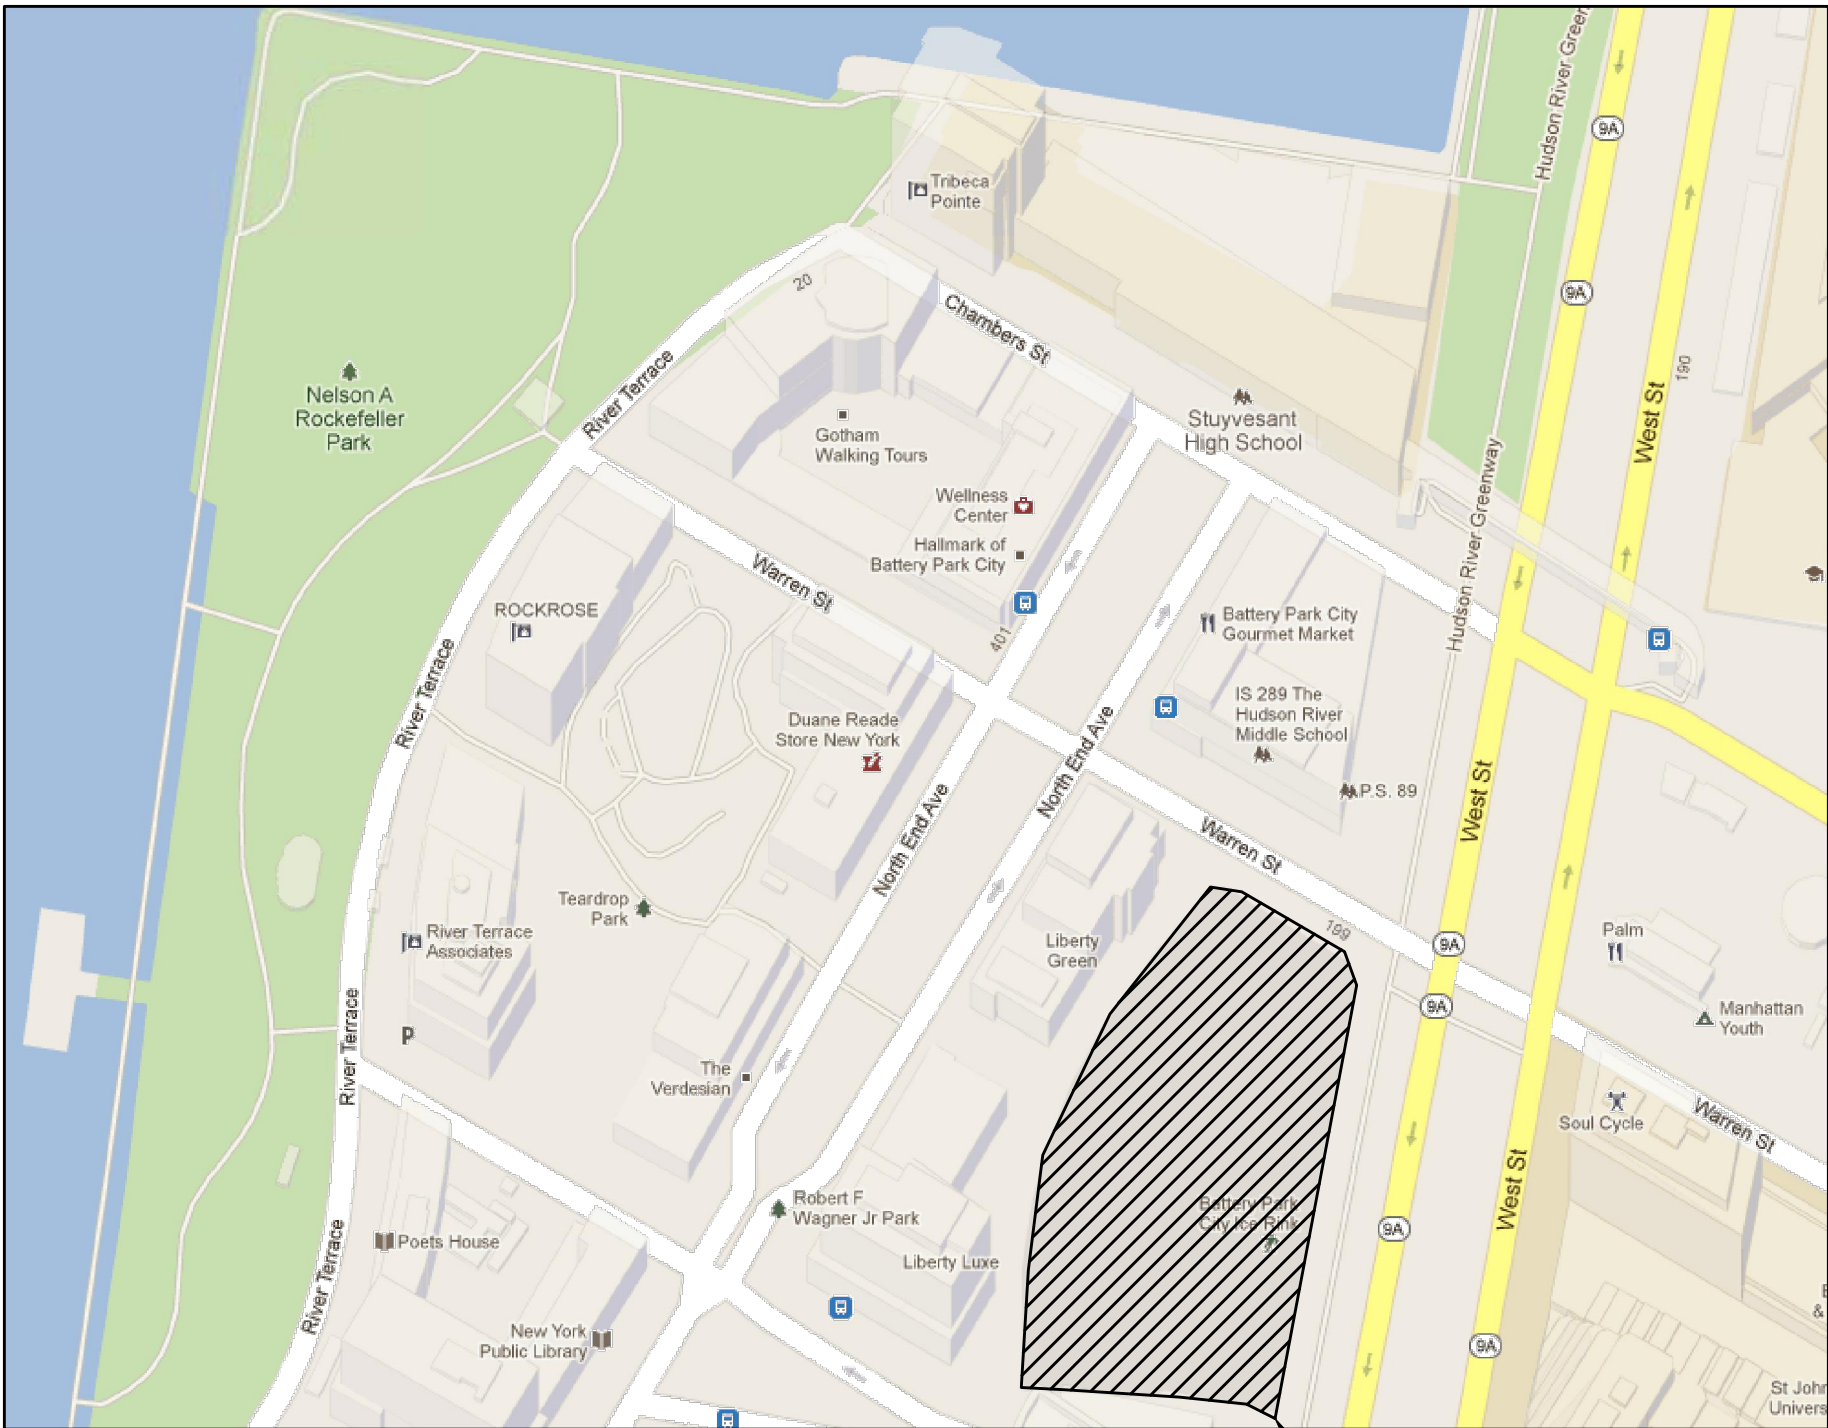 Hudson River Green
9A
Tribeca
Pointe
20
9A
Chambers St
190
River Terrace
Nelson A
Rockefeller
Park
West St
Stuyvesant
High School
Gotham
Walking Tours
Wellness
Center
Hudson River Greenway
Hallmark of
Battery Park City
Warren St
ROCKROSE
401
Battery Park City
Gourmet Market
River Terrace
IS 289 The
Hudson River
Middle School
Duane Reade
Store New York
North End Ave
P.S. 89
West St
North End Ave
Warren St
Teardrop
Park
199
Palm
River Terrace
Associates
Liberty
Green
9A
9A
Manhattan
Youth
P
River Terrace
The
Verdesian
Soul Cycle
Warren St
Robert F
Wagner Jr Park
Battery Park
City Ice Rink
West St
9A
Poets House
Liberty Luxe
River Terrace
E
&
New York
Public Library
9A
St John
Univers